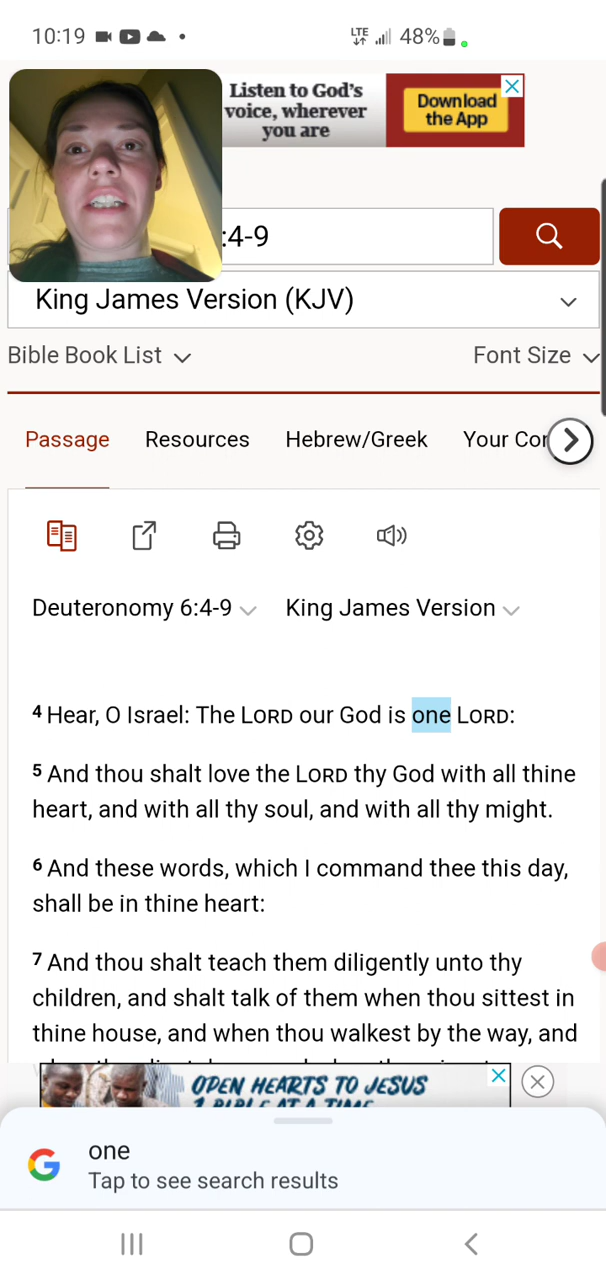 10:19
LTE 48%
Listen to God's
voice, wherever
you are
Download
the App
:4-9
King James Version (KJV)
Bible Book List
Font Size
Passage Resources Hebrew/Greek Your Cor
Deuteronomy 6:4-9 King James Version
4 Hear, O Israel: The LORD our God is one LORD:
5 And thou shalt love the LORD thy God with all thine
heart, and with all thy soul, and with all thy might.
6 And these words, which I command thee this day,
shall be in thine heart:
7 And thou shalt teach them diligently unto thy
children, and shalt talk of them when thou sittest in
thine house, and when thou walkest by the way, and
OPEN HEARTS TO JESUS
1 BIBLE AT A TIME
one
Tap to see search results